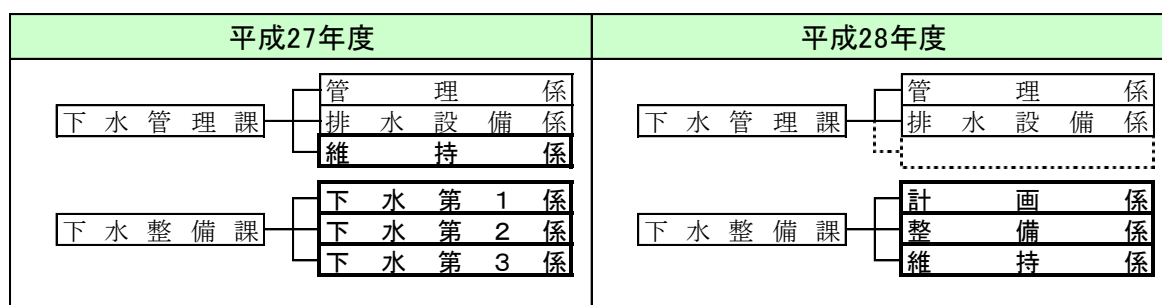 平成27年度
平成28年度
管理係
下水管理課
排水設備係
維持係
下水第1係
下水整備課
下水第2係
下水第3係
管理係
下水管理課
排水設備係
計画係
下水整備課
整備係
維持係